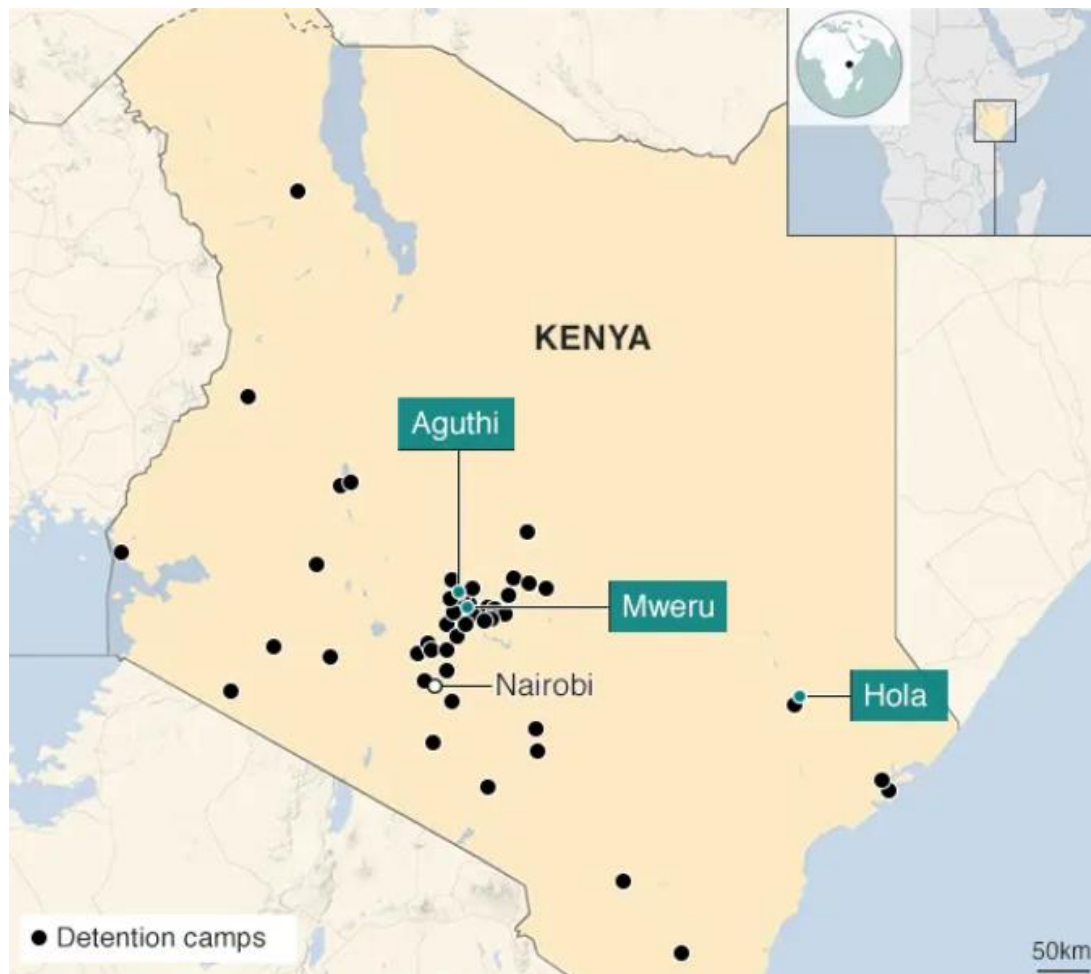 KENYA
Aguthi
Mweru
Nairobi
Hola
Detention camps
50km